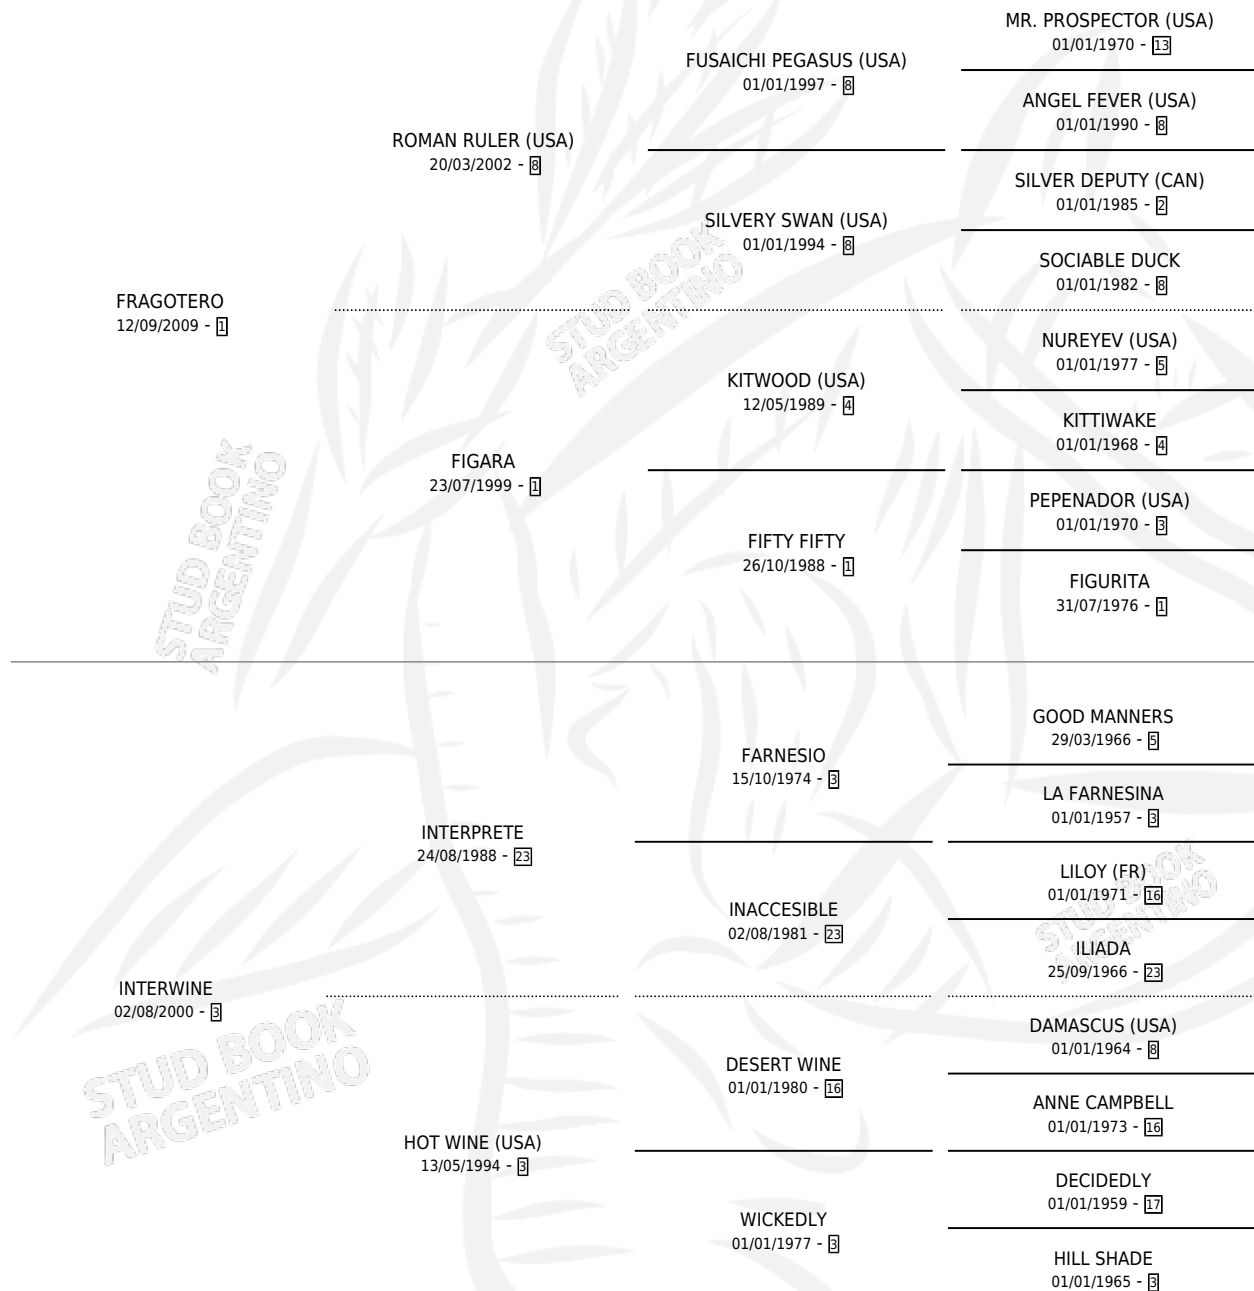 MR. PROSPECTOR (USA)
01/01/1970 - 13
FUSAICHI PEGASUS (USA)
01/01/1997 - 8
ANGEL FEVER (USA)
01/01/1990 - 8
ROMAN RULER (USA)
20/03/2002 - 8
SILVER DEPUTY (CAN)
01/01/1985 - 2
SILVERY SWAN (USA)
01/01/1994 - 8
SOCIABLE DUCK
01/01/1982 - 8
STUD BOOK
ARGENTINO
FRAGOTERO
12/09/2009 - 1
NUREYEV (USA)
01/01/1977 - 5
KITWOOD (USA)
12/05/1989 - 4
KITTIWAKE
01/01/1968 - 4
FIGARA
23/07/1999 - 1
PEPENADOR (USA)
01/01/1970 - 3
FIFTY FIFTY
26/10/1988 - 1
FIGURITA
31/07/1976 - 1
STUD BOOK
ARGENTINO
GOOD MANNERS
29/03/1966 - 5
FARNESIO
15/10/1974 - 3
LA FARNESINA
01/01/1957 - 3
INTERPRETE
24/08/1988 - 23
LILOY (FR)
01/01/1971 - 16
INACCESIBLE
02/08/1981 - 23
ILIADA
25/09/1966 - 23
STUD BOOK
ARGENTINO
INTERWINE
02/08/2000 - 3
DAMASCUS (USA)
01/01/1964 - 8
DESERT WINE
01/01/1980 - 16
ANNE CAMPBELL
01/01/1973 - 16
STUD BOOK
ARGENTINO
HOT WINE (USA)
13/05/1994 - 3
DECIDEDLY
01/01/1959 - 17
WICKEDLY
01/01/1977 - 3
HILL SHADE
01/01/1965 - 3